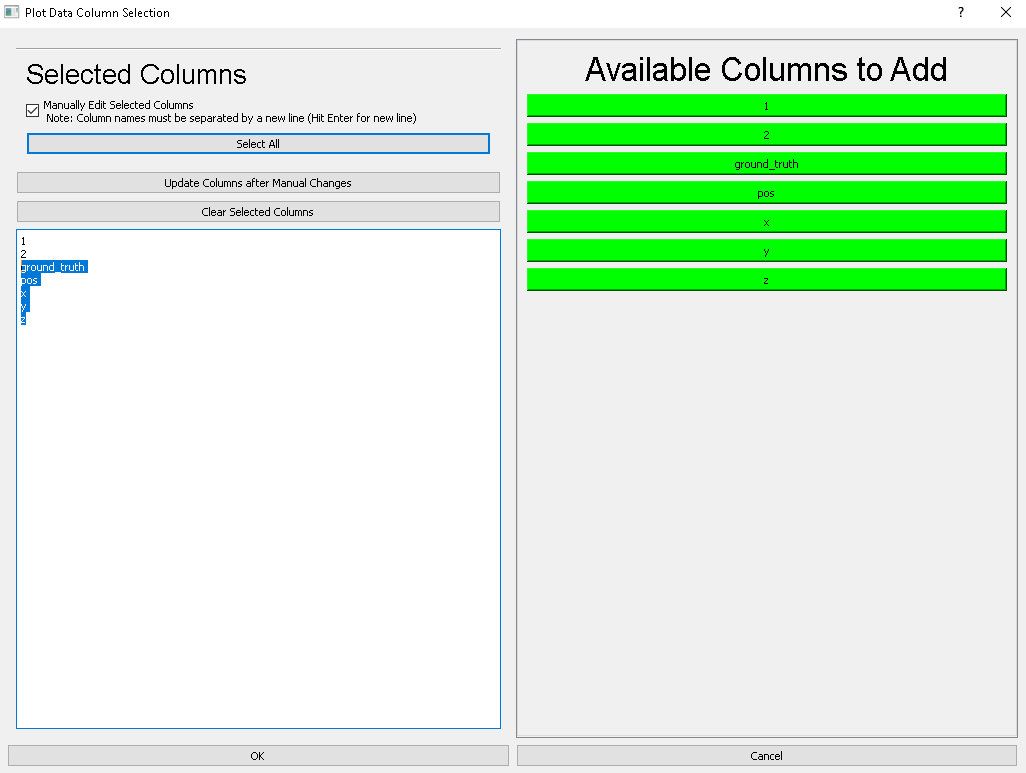 Plot Data Column Selection
?
Selected Columns
Manually Edit Selected Columns
Note: Column names must be separated by a new line (Hit Enter for new line)
Select All
Update Columns after Manual Changes
Clear Selected Columns
1
2
ground_truth
pos
x
y
z
Available Columns to Add
1
2
ground_truth
pos
x
y
z
OK
Cancel